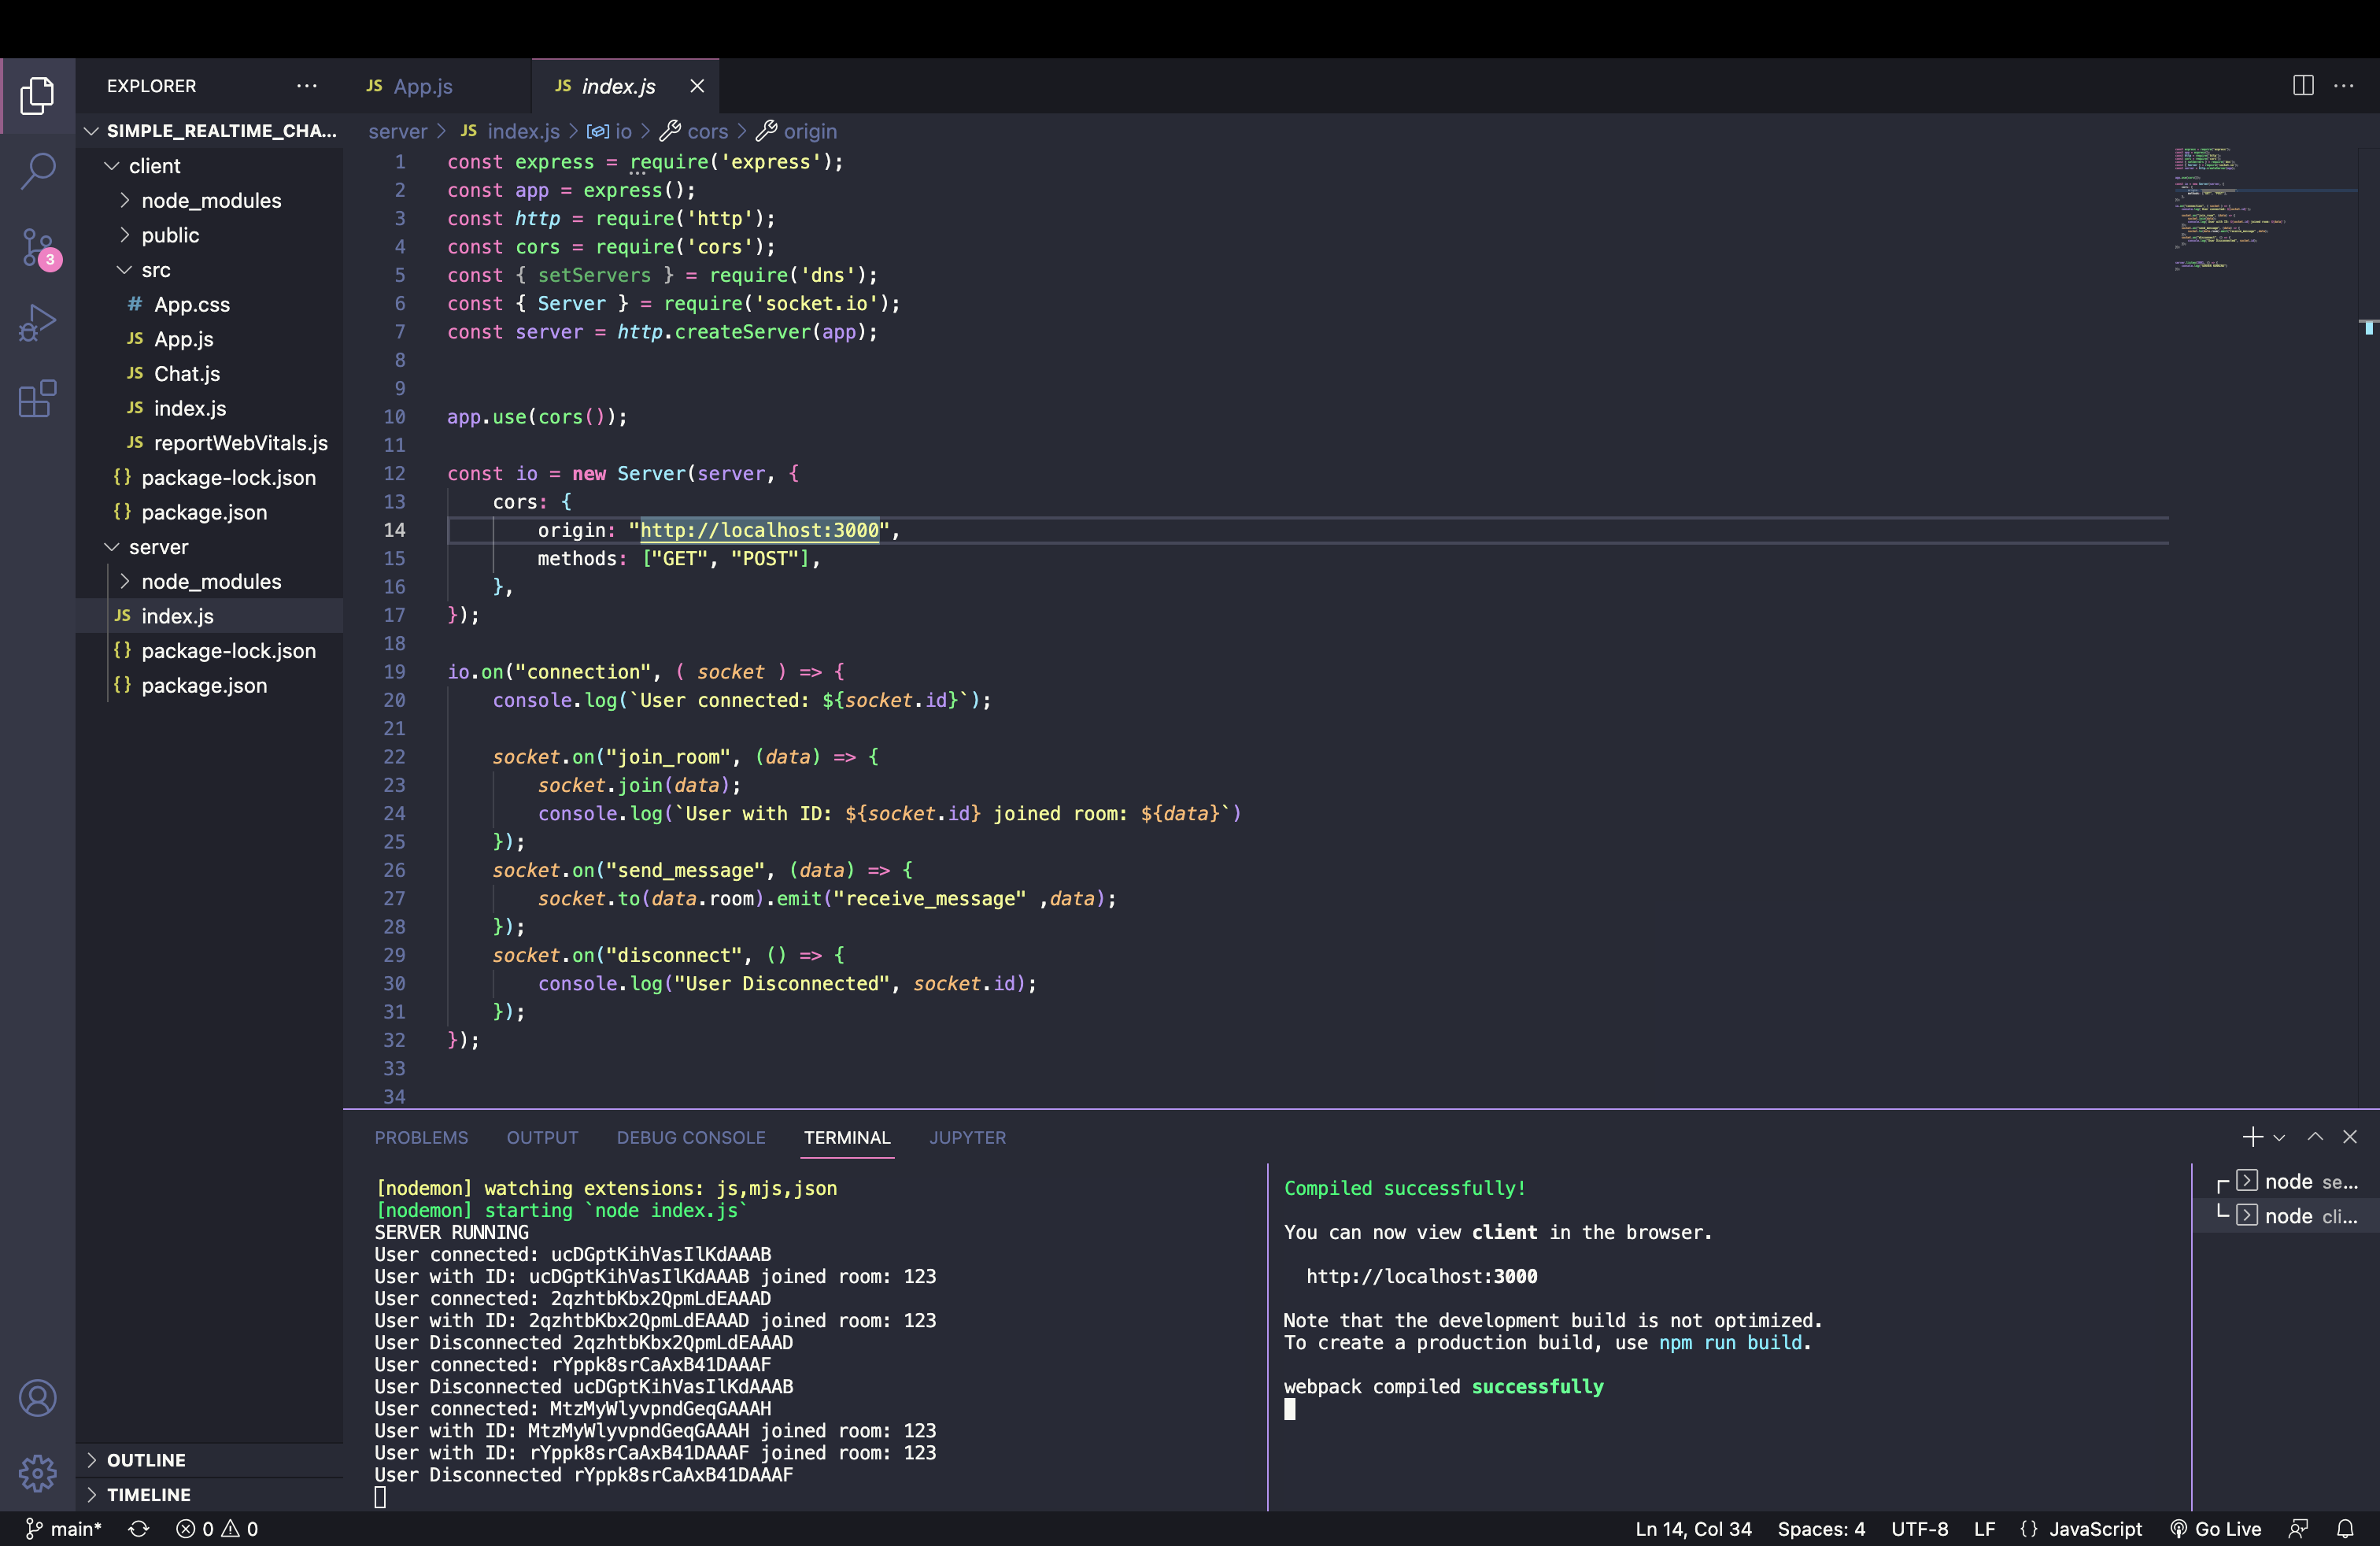 EXPLORER
JS App.js
JS index.js
SIMPLE_REALTIME_CHA...
client
node_modules
public
src
# App.css
JS App.js
JS Chat.js
JS index.js
JS reportWebVitals.js
{} package-lock.json
{} package.json
server
node_modules
JS index.js
{} package-lock.json
{} package.json
OUTLINE
TIMELINE
3
server > JS index.js > io > cors > origin
1 const express = require('express');
2 const app = express();
3 const http = require('http');
4 const cors = require('cors');
5 const { setServers } = require('dns');
6 const { Server } = require('socket.io');
7 const server = http.createServer(app);
8
9
10 app.use(cors());
11
12 const io = new Server(server, {
13 cors: {
14 origin: "http://localhost:3000",
15 methods: ["GET", "POST"],
16 },
17 });
18
19 io.on("connection", ( socket ) => {
20 console.log(`User connected: ${socket.id}`);
21
22 socket.on("join_room", (data) => {
23 socket.join(data);
24 console.log(`User with ID: ${socket.id} joined room: ${data}`)
25 });
26 socket.on("send_message", (data) => {
27 socket.to(data.room).emit("receive_message" ,data);
28 });
29 socket.on("disconnect", () => {
30 console.log("User Disconnected", socket.id);
31 });
32 });
33
34
PROBLEMS OUTPUT DEBUG CONSOLE TERMINAL JUPYTER
[nodemon] watching extensions: js,mjs,json
[nodemon] starting `node index.js`
SERVER RUNNING
User connected: ucDGptKihVasIlKdAAAB
User with ID: ucDGptKihVasIlKdAAAB joined room: 123
User connected: 2qzhtbKbx2QpmLdEAAAD
User with ID: 2qzhtbKbx2QpmLdEAAAD joined room: 123
User Disconnected 2qzhtbKbx2QpmLdEAAAD
User connected: rYppk8srCaAxB41DAAAF
User Disconnected ucDGptKihVasIlKdAAAB
User connected: MtzMyWlyvpndGeqGAAAH
User with ID: MtzMyWlyvpndGeqGAAAH joined room: 123
User with ID: rYppk8srCaAxB41DAAAF joined room: 123
User Disconnected rYppk8srCaAxB41DAAAF
Compiled successfully!
You can now view client in the browser.
http://localhost:3000
Note that the development build is not optimized.
To create a production build, use npm run build.
webpack compiled successfully
node se...
node cli...
main* 0 0
Ln 14, Col 34 Spaces: 4 UTF-8 LF {} JavaScript Go Live